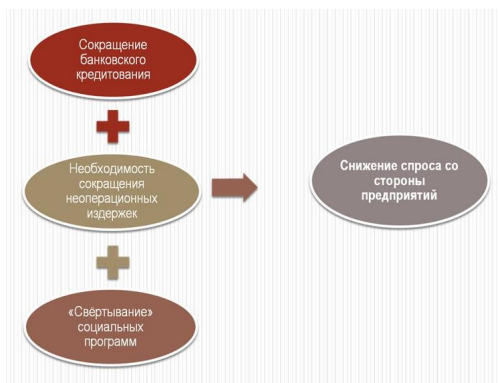 Сокращение
банковского
кредитования
Необходимость
сокращения
неоперационных
издержек
«Свёртывание»
социальных
программ
Снижение спроса со
стороны
предприятий